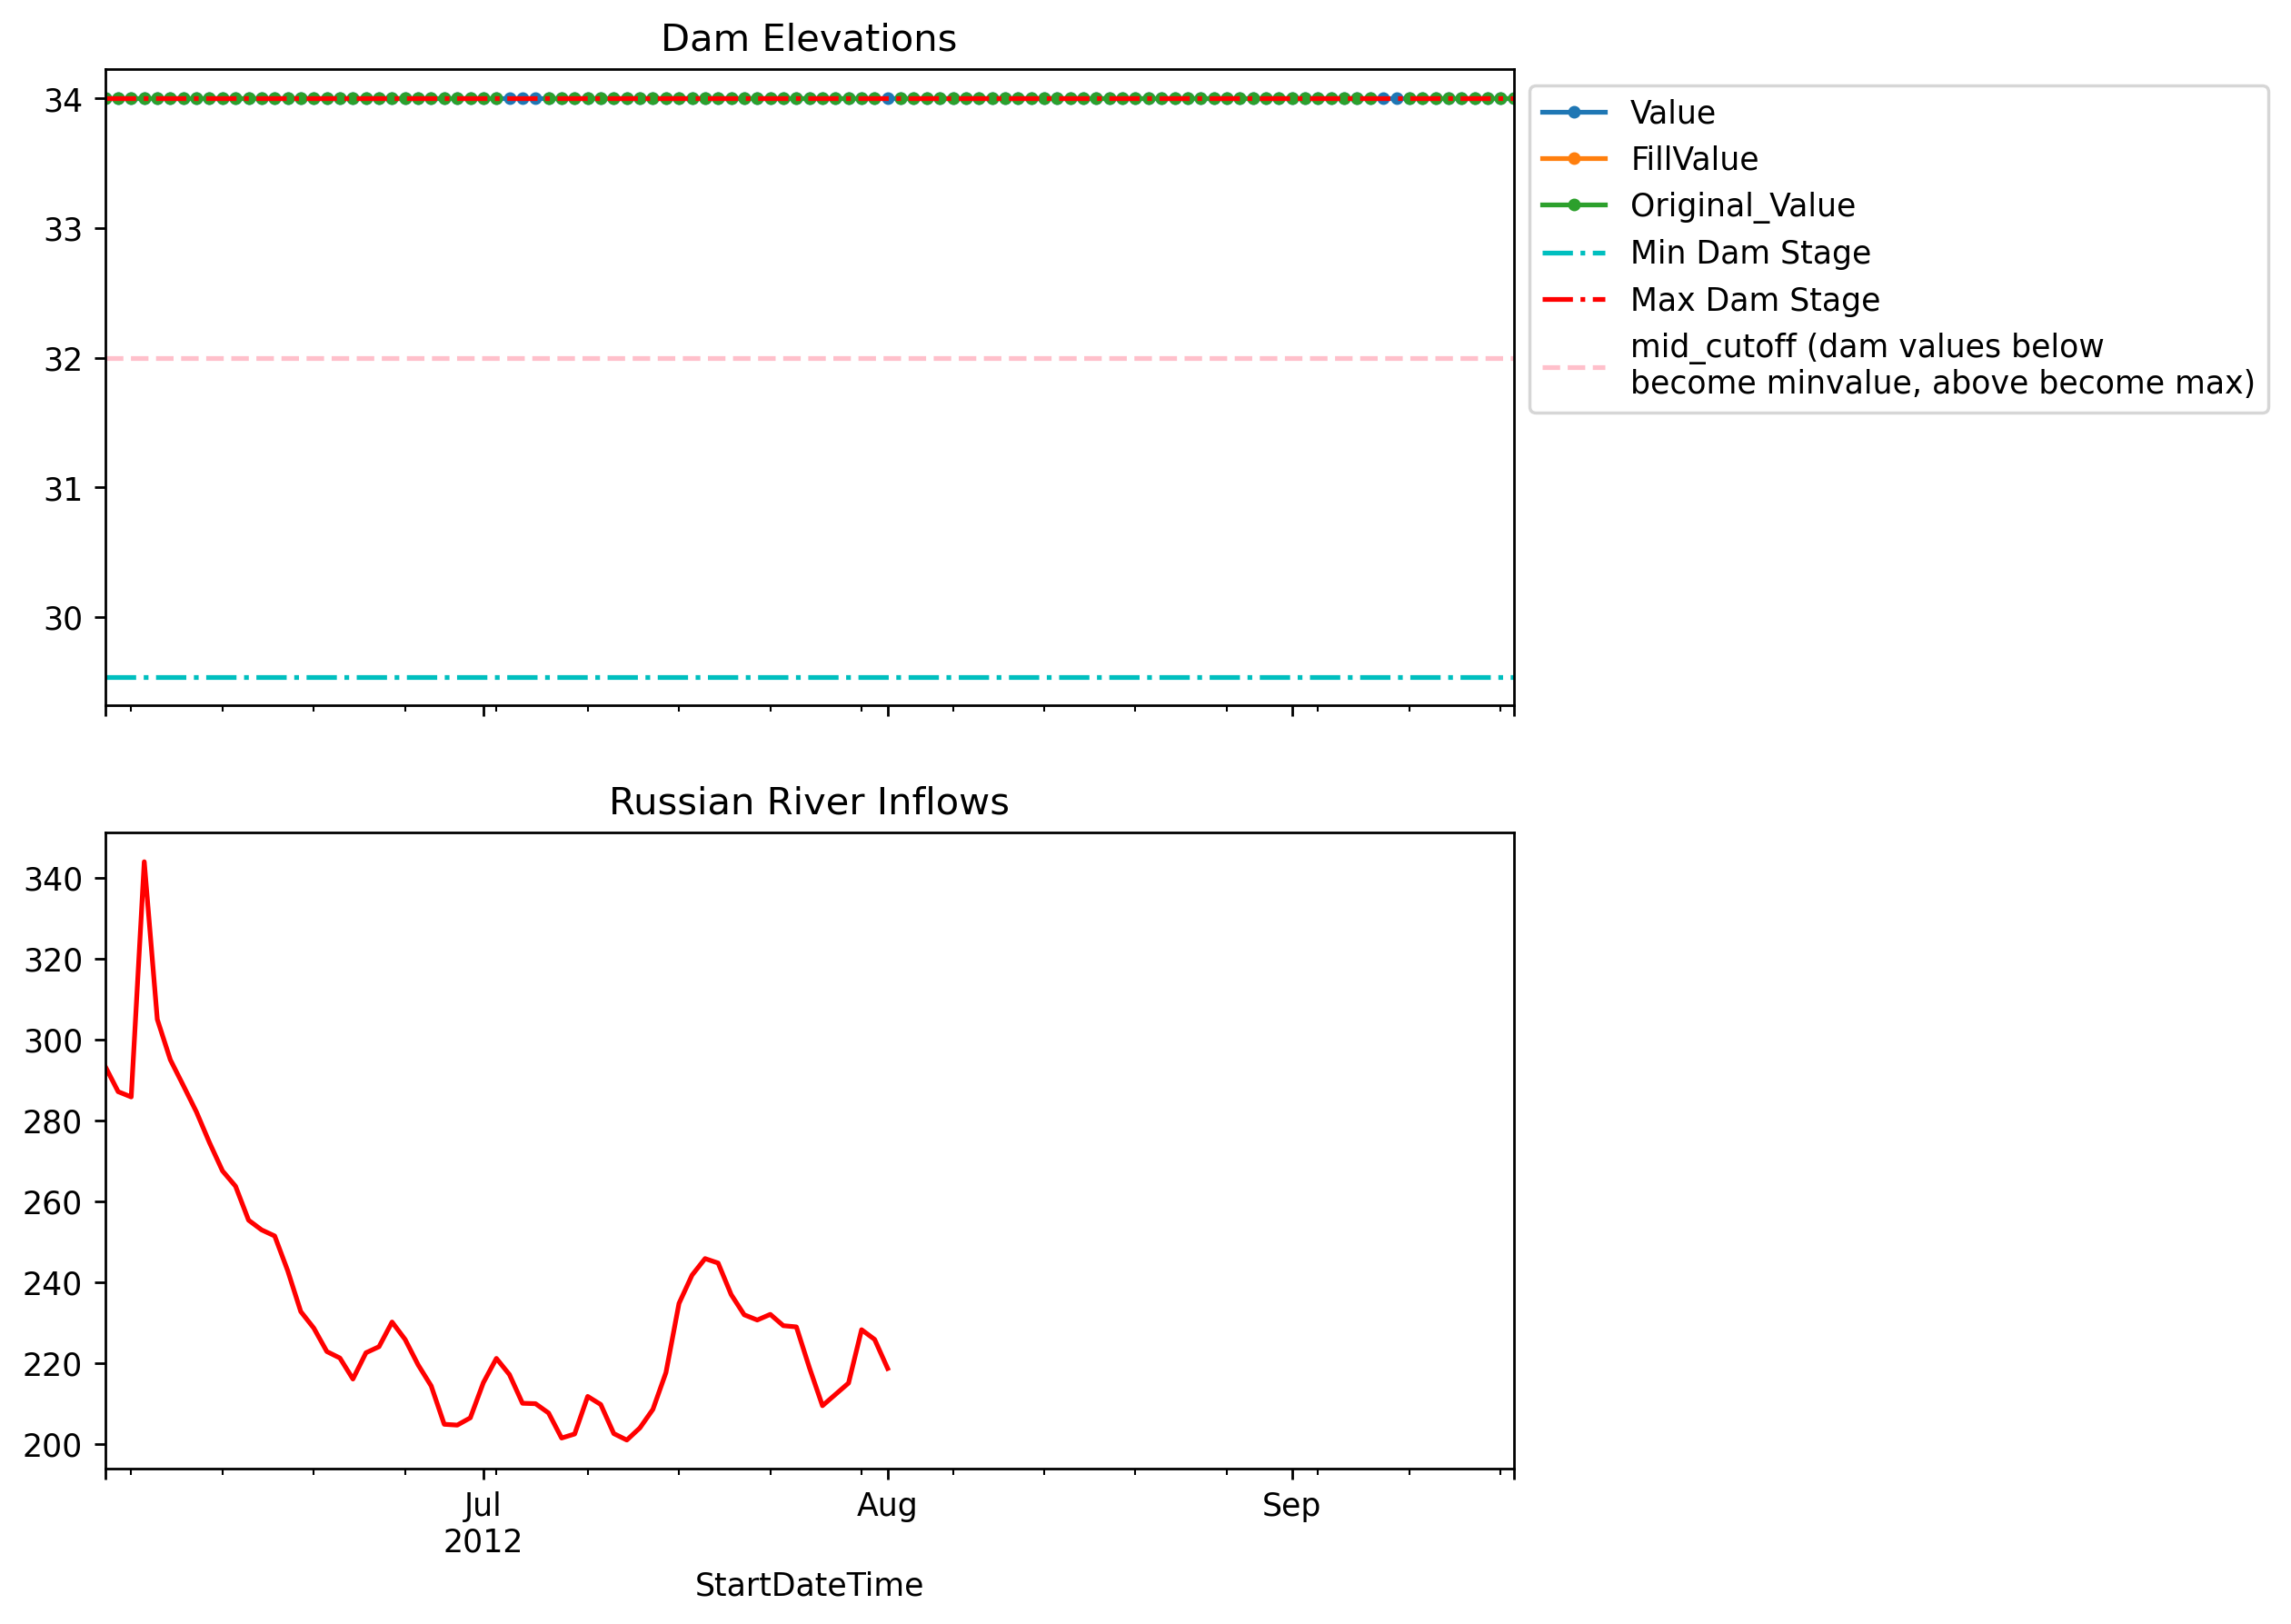 Dam Elevations
34
33
32
31
30
Value
FillValue
Original_Value
Min Dam Stage
Max Dam Stage
mid_cutoff (dam values below
become minvalue, above become max)
Russian River Inflows
340
320
300
280
260
240
220
200
Jul
2012
Aug
Sep
StartDateTime